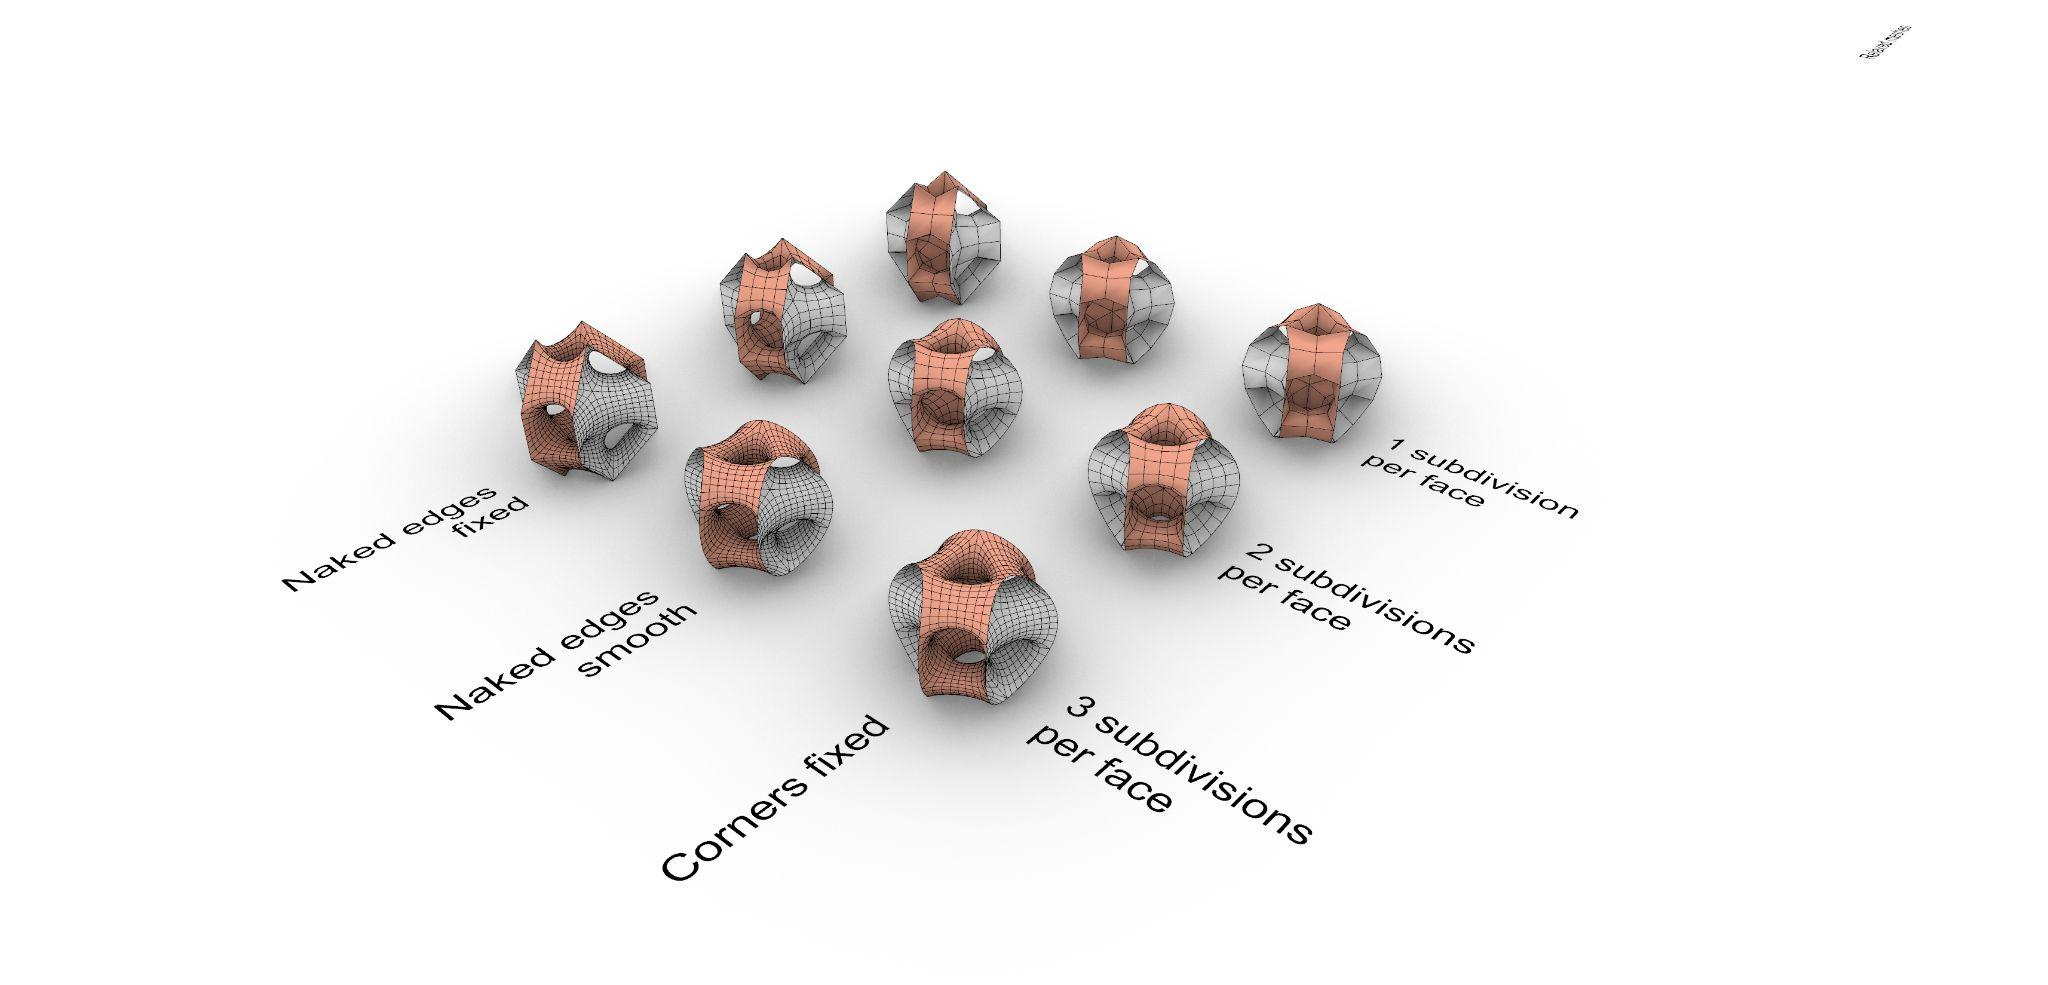 Naked edges
fixed
Naked edges
smooth
Corners fixed
1 subdivision
per face
2 subdivisions
per face
3 subdivisions
per face